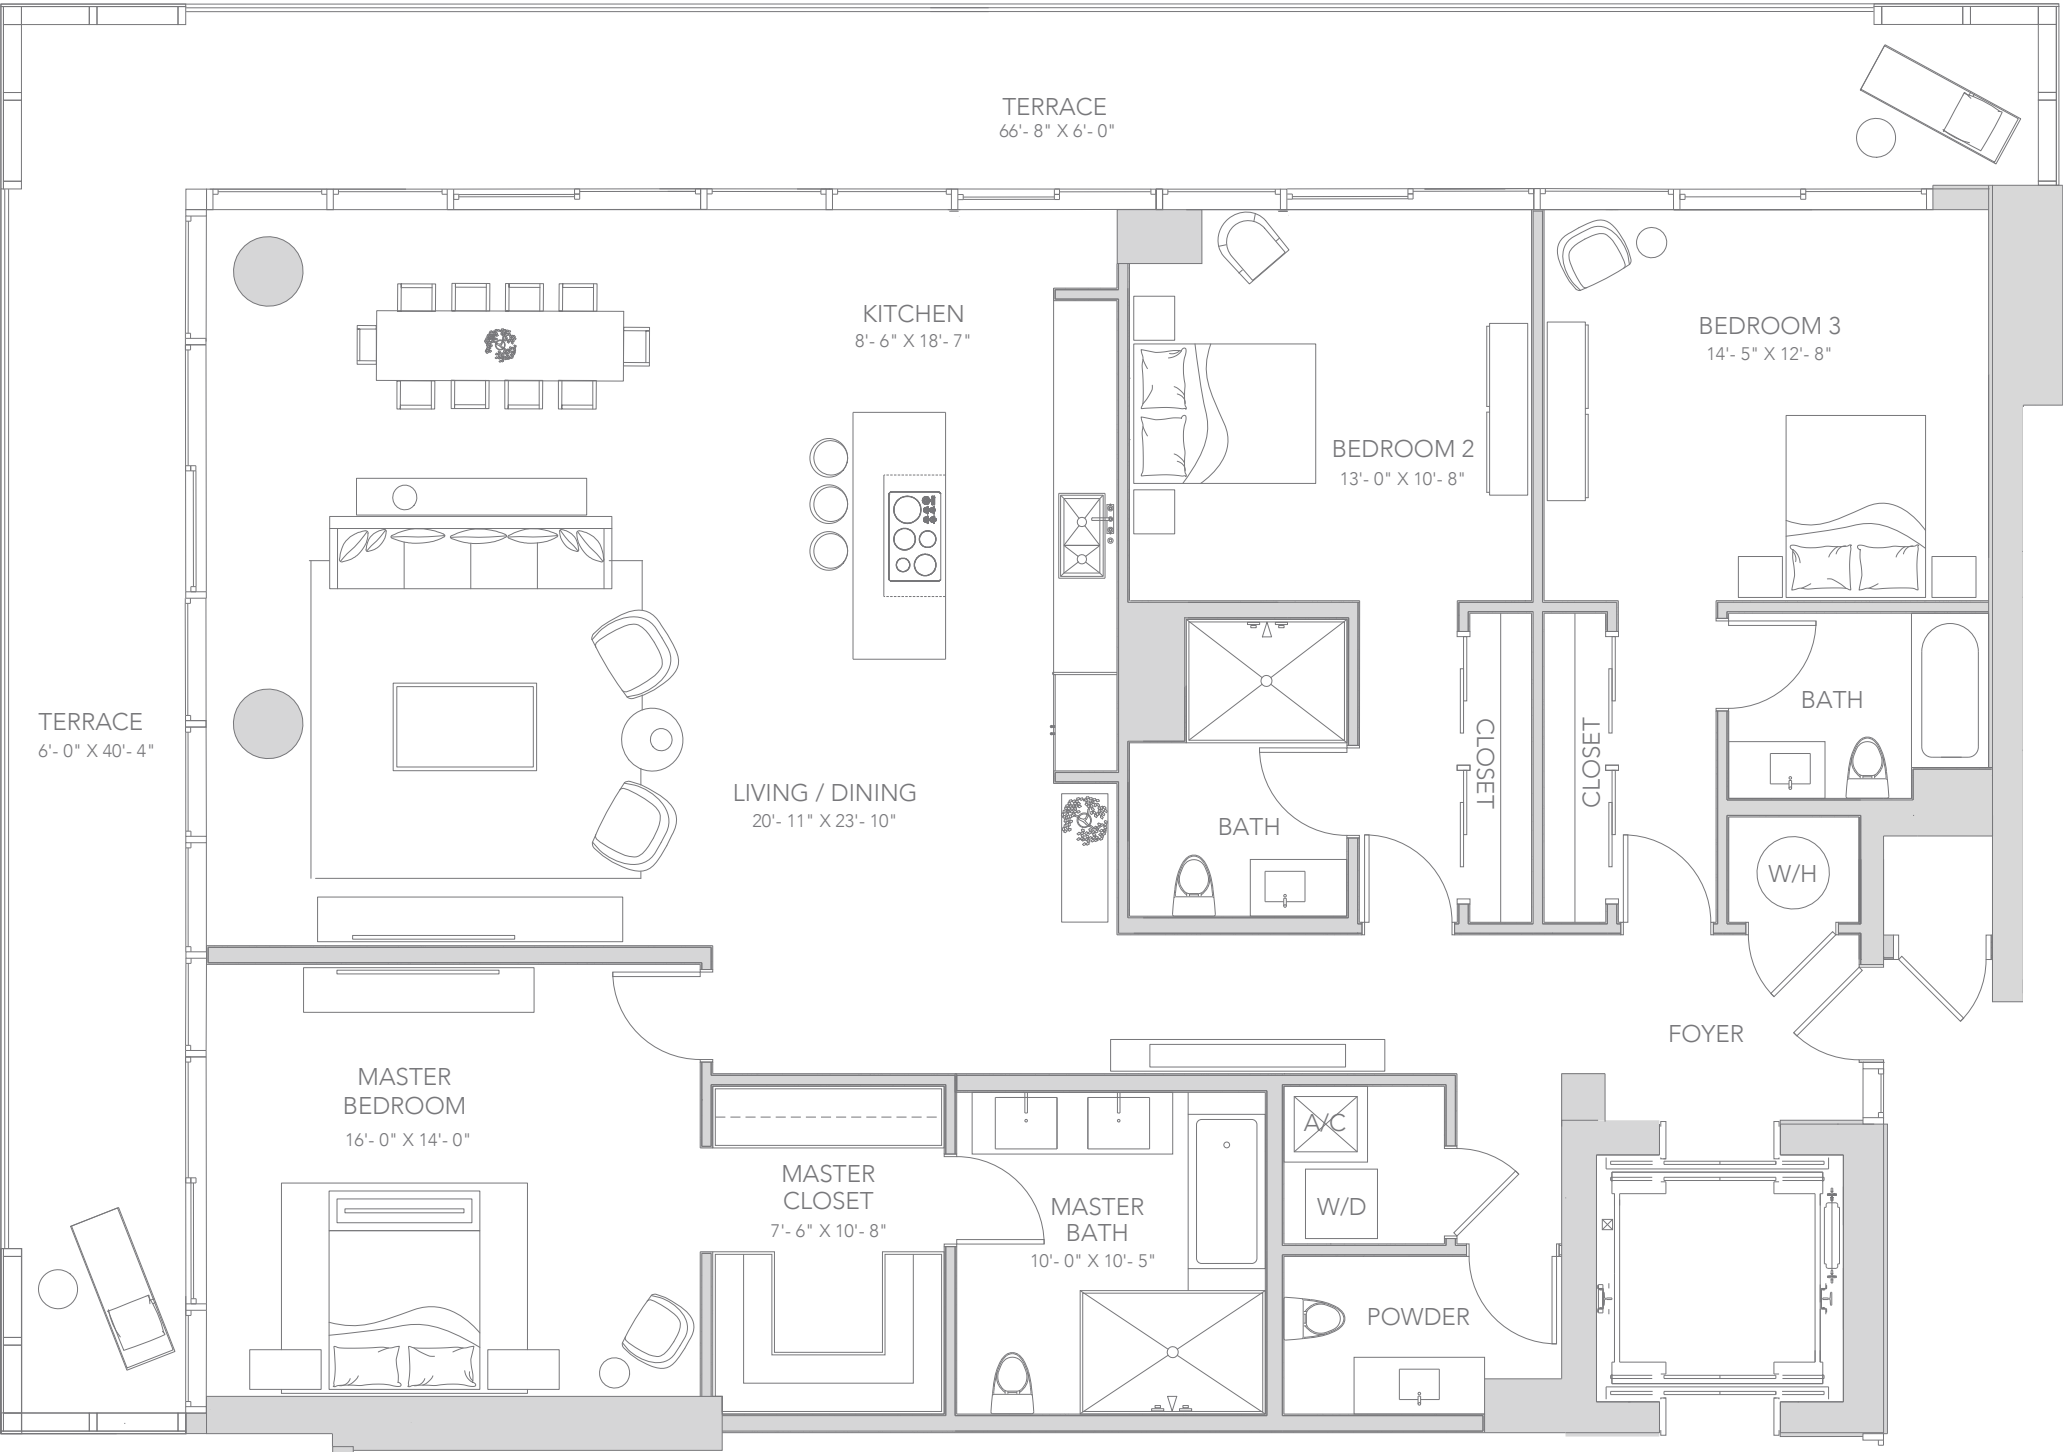 TERRACE
66'- 8" X 6'- 0"
KITCHEN
8'- 6" X 18'- 7"
BEDROOM 3
14'- 5" X 12'- 8"
BEDROOM 2
13'- 0" X 10'- 8"
TERRACE
6'- 0" X 40'- 4"
BATH
CLOSET
CLOSET
LIVING / DINING
20'- 11" X 23'- 10"
BATH
W/H
FOYER
MASTER
BEDROOM
16'- 0" X 14'- 0"
A/C
MASTER
CLOSET
7'- 6" X 10'- 8"
MASTER
BATH
10'- 0" X 10'- 5"
W/D
POWDER